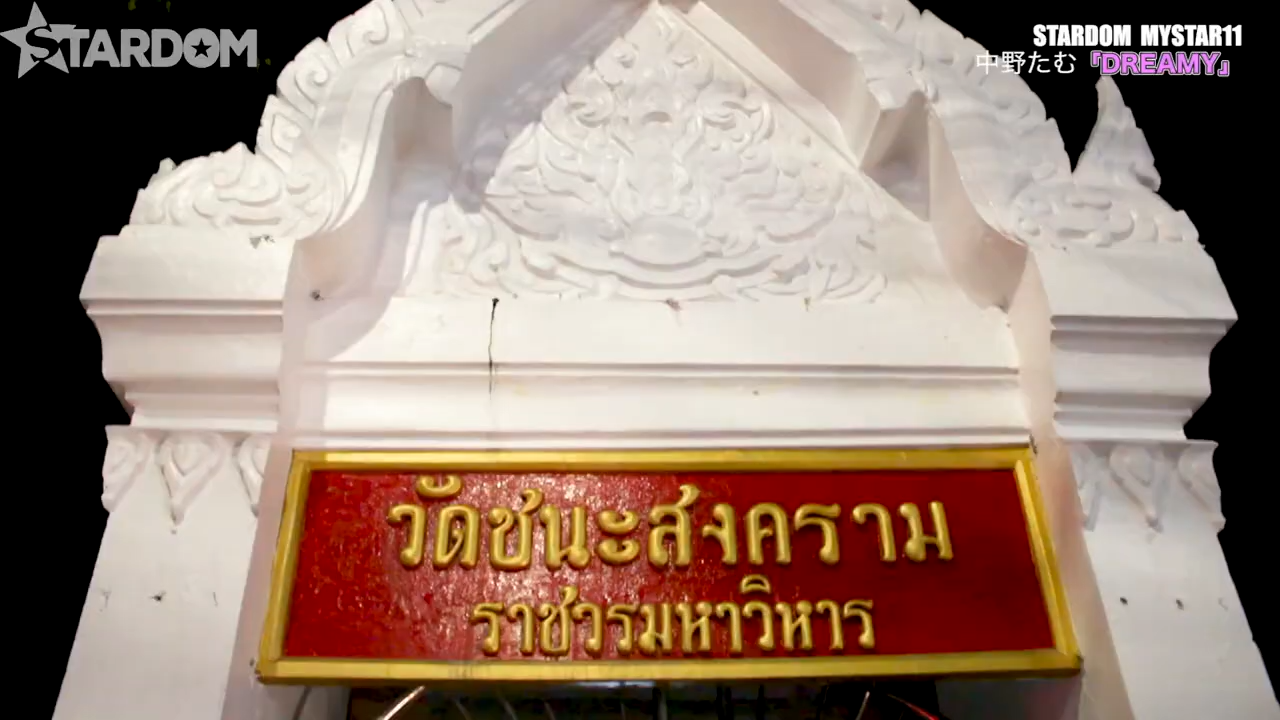 STARDOM
STARDOM MYSTAR11
中野たむ 「DREAMY」
วัดชนะสงคราม
ราชวรมหาวิหาร